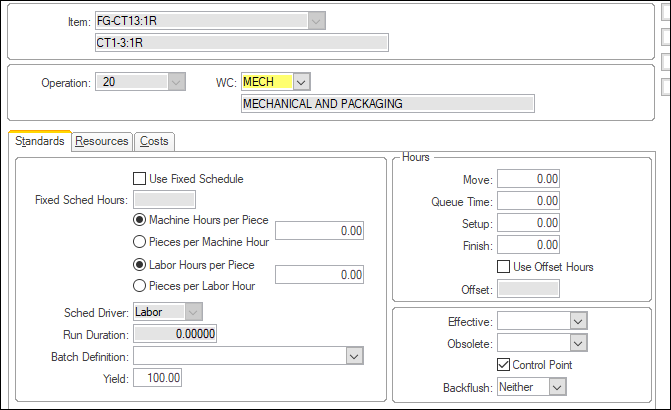 Item: FG-CT13:1R
CT1-3:1R
Operation: 20 WC: MECH
MECHANICAL AND PACKAGING
Standards Resources Costs
Use Fixed Schedule
Fixed Sched Hours:
Machine Hours per Piece 0.00
Pieces per Machine Hour
Labor Hours per Piece 0.00
Pieces per Labor Hour
Sched Driver: Labor
Run Duration: 0.00000
Batch Definition:
Yield: 100.00
Hours
Move: 0.00
Queue Time: 0.00
Setup: 0.00
Finish: 0.00
Use Offset Hours
Offset:
Effective:
Obsolete:
Control Point
Backflush: Neither